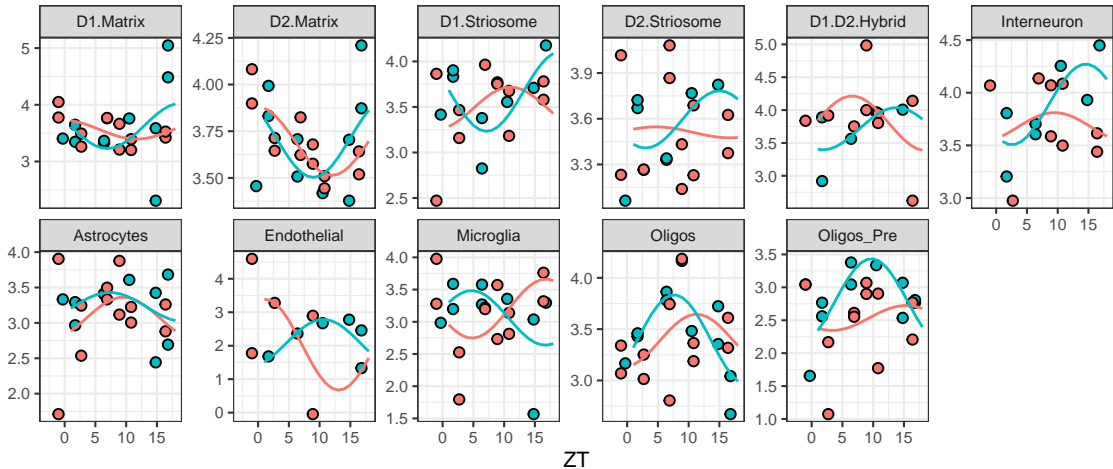 D1.Matrix D2.Matrix D1.Striosome D2.Striosome D1.D2.Hybrid Interneuron
5 4 3
4.25 4.00 3.75 3.50
4.0 3.5 3.0 2.5
3.9 3.6 3.3
5.0 4.5 4.0 3.5 3.0
4.5 4.0 3.5 3.0
Astrocytes Endothelial Microglia Oligos Oligos_Pre
0 5 10 15
4.0 3.5 3.0 2.5 2.0
4 3 2 1 0
4.0 3.5 3.0 2.5 2.0 1.5
4.0 3.5 3.0
3.5 3.0 2.5 2.0 1.5 1.0
0 5 10 15 0 5 10 15 0 5 10 15 0 5 10 15 0 5 10 15
ZT